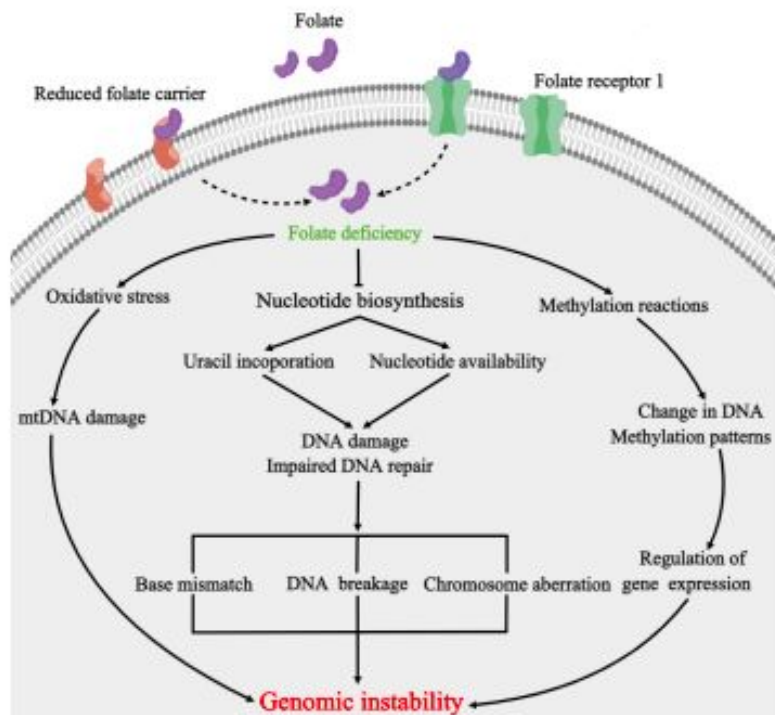 Folate
Folate receptor 1
Reduced folate carrier
Folate deficiency
Oxidative stress
Nucleotide biosynthesis
Methylation reactions
Uracil incoporation
Nucleotide availability
mtDNA damage
Change in DNA
Methylation patterns
DNA damage
Impaired DNA repair
Base mismatch
DNA breakage
Chromosome aberration
Regulation of
gene expression
Genomic instability